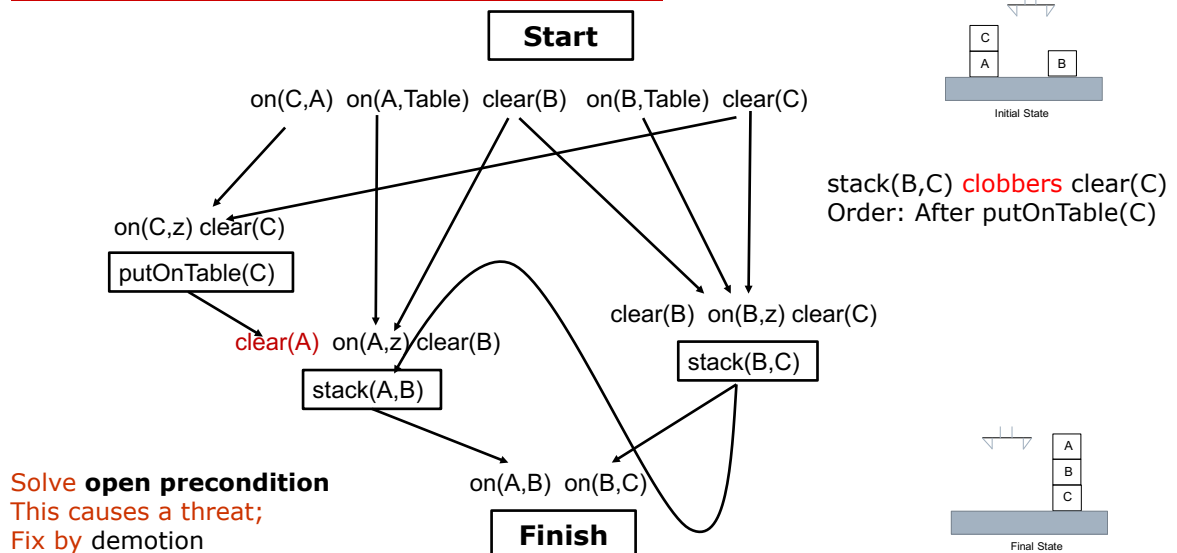 Start
C
A
B
Initial State
on(C,A) on(A,Table) clear(B) on(B,Table) clear(C)
stack(B,C) clobbers clear(C)
Order: After putOnTable(C)
on(C,z) clear(C)
putOnTable(C)
clear(B) on(B,z) clear(C)
clear(A) on(A,z) clear(B)
stack(B,C)
stack(A,B)
A
B
C
Final State
on(A,B) on(B,C)
Finish
Solve open precondition
This causes a threat;
Fix by demotion